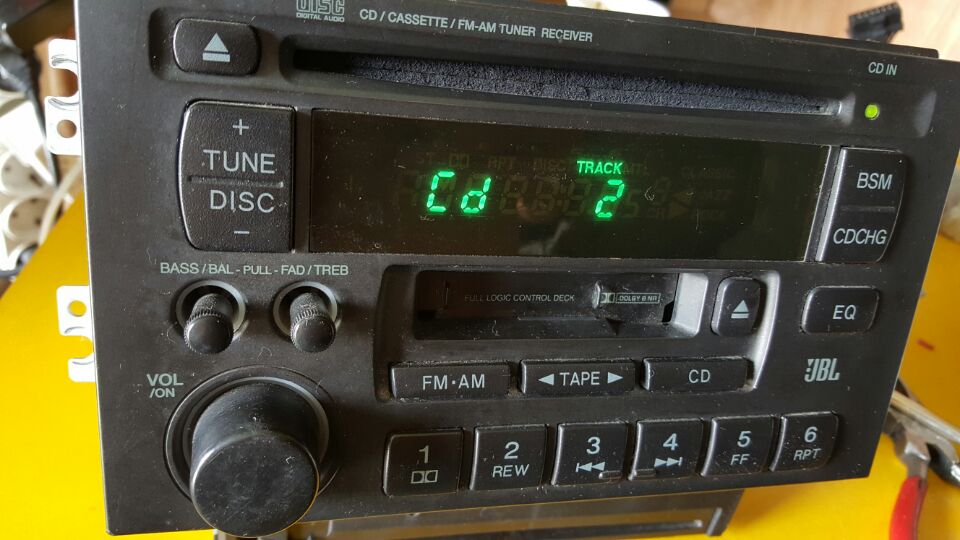 DISC
DIGITAL AUDIO
CD / CASSETTE / FM-AM TUNER RECEIVER
CD IN
+
TUNE
DISC
-
TRACK
Cd 2
BSM
CDCHG
BASS / BAL - PULL - FAD / TREB
FULL LOGIC CONTROL DECK
DOLBY B NR
EQ
JBL
VOL
/ON
FM·AM
◄ TAPE ►
CD
1
2
REW
3
4
5
FF
6
RPT